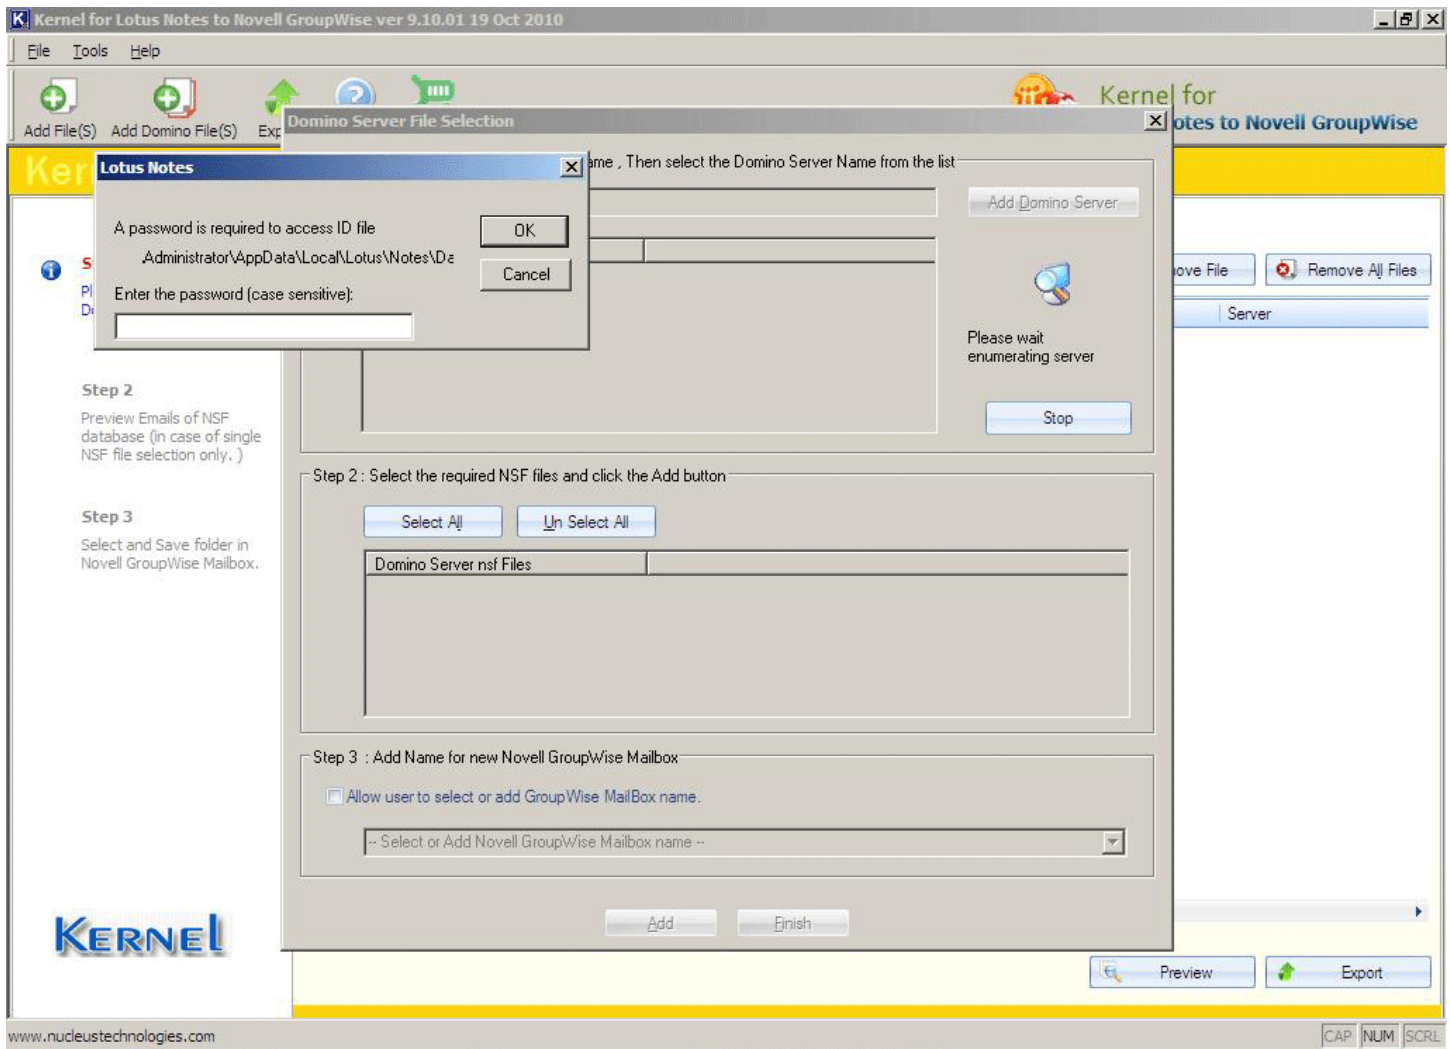 Kernel for Lotus Notes to Novell GroupWise ver 9.10.01 19 Oct 2010
File Tools Help
Add File(S) Add Domino File(S) Exp
Kernel for
otes to Novell GroupWise
Domino Server File Selection
Ker
Lotus Notes
ame , Then select the Domino Server Name from the list
Add Domino Server
A password is required to access ID file
.Administrator\AppData\Local\Lotus\Notes\Da
Enter the password (case sensitive):
OK
Cancel
S
Pl
D
ove File
Remove All Files
Server
Please wait
enumerating server
Stop
Step 2
Preview Emails of NSF
database (in case of single
NSF file selection only. )
Step 3
Select and Save folder in
Novell GroupWise Mailbox.
Step 2 : Select the required NSF files and click the Add button
Select All
Un Select All
Domino Server nsf Files
Step 3 : Add Name for new Novell GroupWise Mailbox
Allow user to select or add GroupWise MailBox name.
-- Select or Add Novell GroupWise Mailbox name --
Add
Finish
KERNEl
Preview
Export
www.nucleustechnologies.com
CAP NUM SCRL